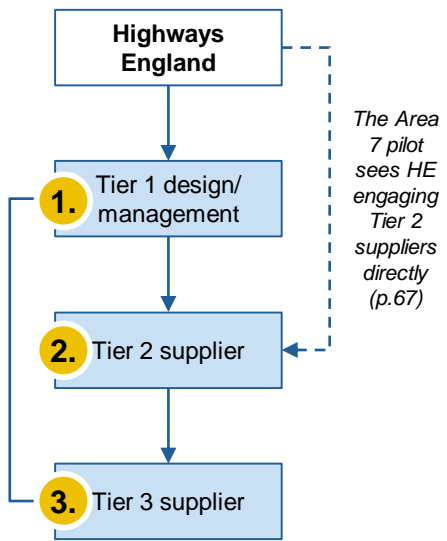 Highways
England
The Area
7 pilot
sees HE
engaging
Tier 2
suppliers
directly
(p.67)
1. Tier 1 design/
management
2. Tier 2 supplier
3. Tier 3 supplier